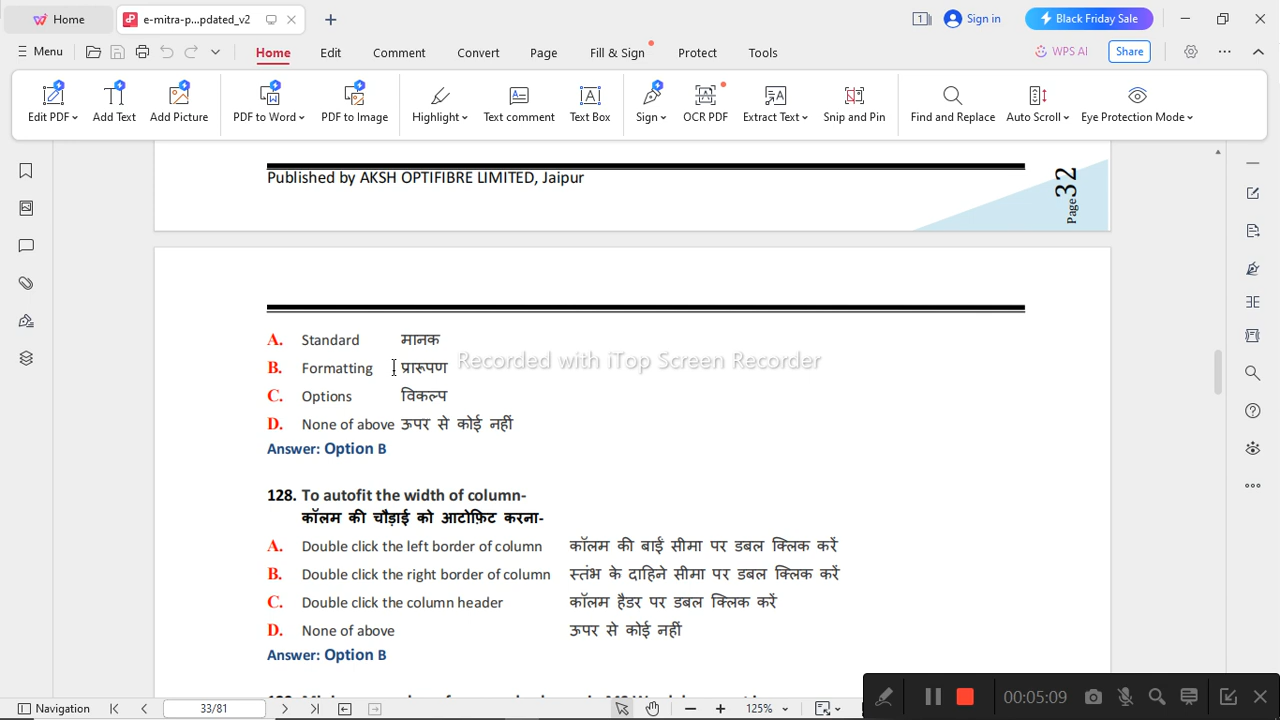 Home
e-mitra-p...pdated_v2
Sign in
Black Friday Sale
Menu
Home
Edit
Comment
Convert
Page
Fill & Sign
Protect
Tools
WPS AI
Share
Edit PDF
Add Text
Add Picture
PDF to Word
PDF to Image
Highlight
Text comment
Text Box
Sign
OCR PDF
Extract Text
Snip and Pin
Find and Replace
Auto Scroll
Eye Protection Mode
Published by AKSH OPTIFIBRE LIMITED, Jaipur
Page 32
A. Standard मानक
B. Formatting प्रारूपण
Recorded with iTop Screen Recorder
C. Options विकल्प
D. None of above ऊपर से कोई नहीं
Answer: Option B
128. To autofit the width of column-
कॉलम की चौड़ाई को आटोफ़िट करना-
A. Double click the left border of column कॉलम की बाईं सीमा पर डबल क्लिक करें
B. Double click the right border of column स्तंभ के दाहिने सीमा पर डबल क्लिक करें
C. Double click the column header कॉलम हैडर पर डबल क्लिक करें
D. None of above ऊपर से कोई नहीं
Answer: Option B
Navigation
33/81
125%
00:05:09